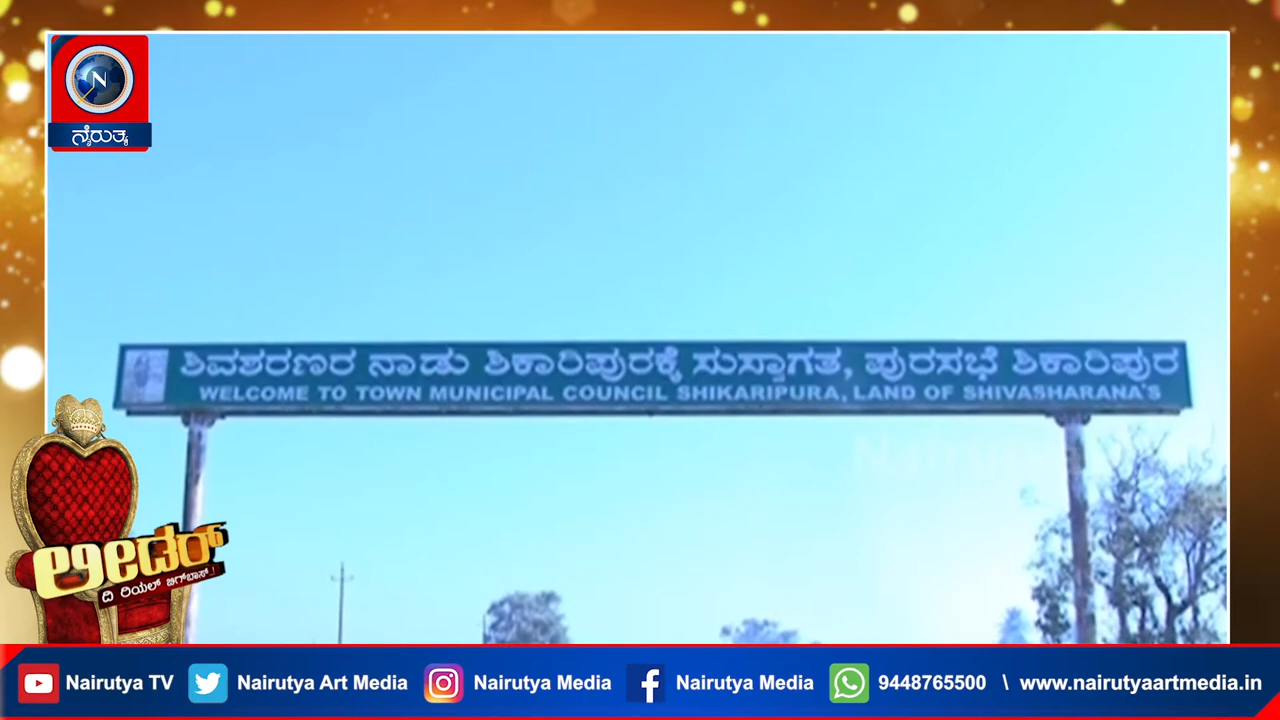 N
ನೈರುತ್ಯ
ಶಿವಶರಣರ ನಾಡು ಶಿಕಾರಿಪುರಕ್ಕೆ ಸುಸ್ವಾಗತ, ಪುರಸಭೆ ಶಿಕಾರಿಪುರ
WELCOME TO TOWN MUNICIPAL COUNCIL SHIKARIPURA, LAND OF SHIVASHARANA'S
Nairutya
ಲೀಡರ್
ದಿ ರಿಯಲ್ ಬಿಗ್‌ಬಾಸ್..!
Nairutya TV Nairutya Art Media Nairutya Media Nairutya Media 9448765500 \ www.nairutyaartmedia.in